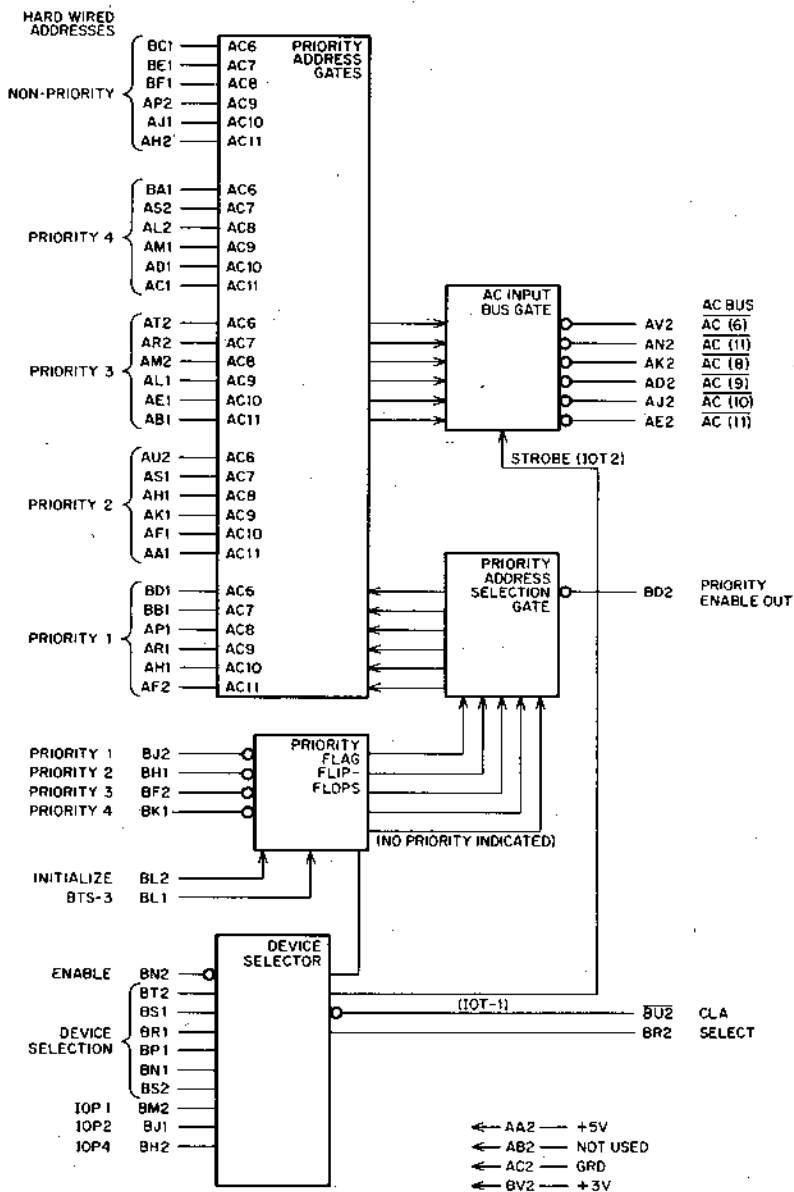 HARD WIRED
ADDRESSES
NON-PRIORITY
BC1 AC6
BE1 AC7
BF1 AC8
AP2 AC9
AJ1 AC10
AH2 AC11
PRIORITY
ADDRESS
GATES
PRIORITY 4
BA1 AC6
AS2 AC7
AL2 AC8
AM1 AC9
AD1 AC10
AC1 AC11
PRIORITY 3
AT2 AC6
AR2 AC7
AM2 AC8
AL1 AC9
AE1 AC10
AB1 AC11
AC INPUT
BUS GATE
AC BUS
AV2 AC (6)
AN2 AC (11)
AK2 AC (8)
AD2 AC (9)
AJ2 AC (10)
AE2 AC (11)
STROBE (IOT 2)
PRIORITY 2
AU2 AC6
AS1 AC7
AH1 AC8
AK1 AC9
AF1 AC10
AA1 AC11
PRIORITY 1
BD1 AC6
BB1 AC7
AP1 AC8
AR1 AC9
AH1 AC10
AF2 AC11
PRIORITY
ADDRESS
SELECTION
GATE
BD2 PRIORITY
ENABLE OUT
PRIORITY 1 BJ2
PRIORITY 2 BH1
PRIORITY 3 BF2
PRIORITY 4 BK1
PRIORITY
FLAG
FLIP-
FLOPS
(NO PRIORITY INDICATED)
INITIALIZE BL2
BTS-3 BL1
DEVICE
SELECTOR
ENABLE BN2
DEVICE
SELECTION
BT2
BS1
BR1
BP1
BN1
BS2
IOP 1 BM2
IOP2 BJ1
IOP4 BH2
(IOT-1)
BU2 CLA
BR2 SELECT
AA2 +5V
AB2 NOT USED
AC2 GRD
BV2 +3V